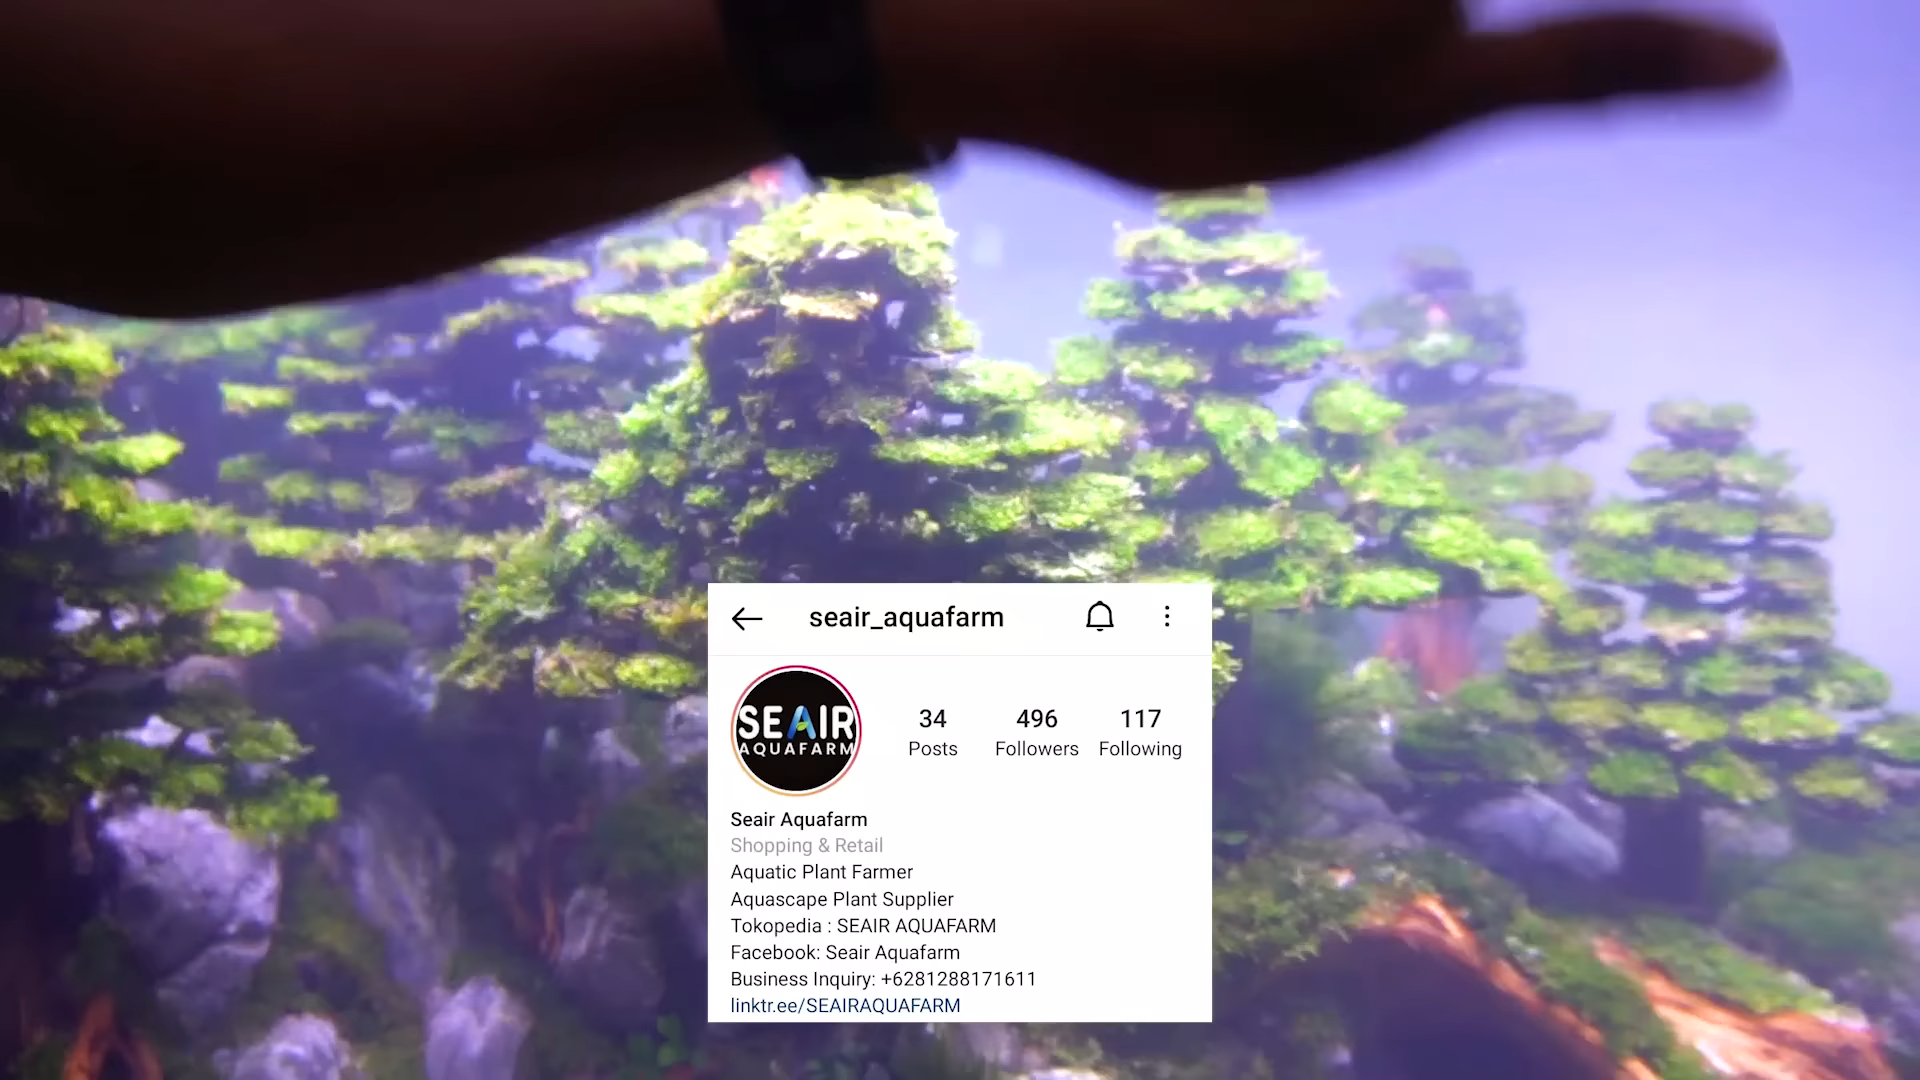 seair_aquafarm
SEAIR
AQUAFARM
34 496 117
Posts Followers Following
Seair Aquafarm
Shopping & Retail
Aquatic Plant Farmer
Aquascape Plant Supplier
Tokopedia : SEAIR AQUAFARM
Facebook: Seair Aquafarm
Business Inquiry: +6281288171611
linktr.ee/SEAIRAQUAFARM